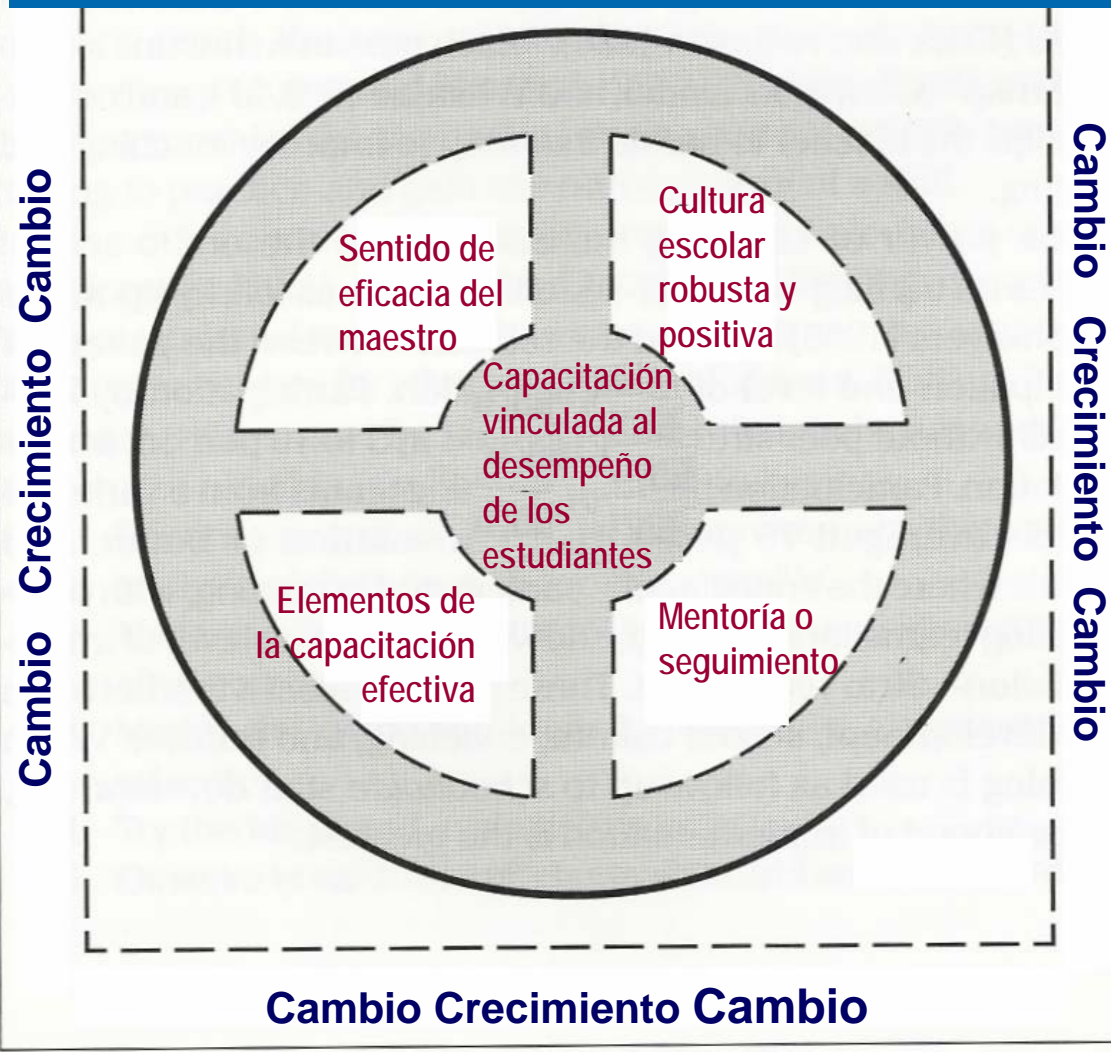 Cambio Crecimiento Cambio
Sentido de
eficacia del
maestro
Cultura
escolar
robusta y
positiva
Capacitación
vinculada al
desempeño
de los
estudiantes
Elementos de
la capacitación
efectiva
Mentoría o
seguimiento
Cambio Crecimiento Cambio
Cambio Crecimiento Cambio